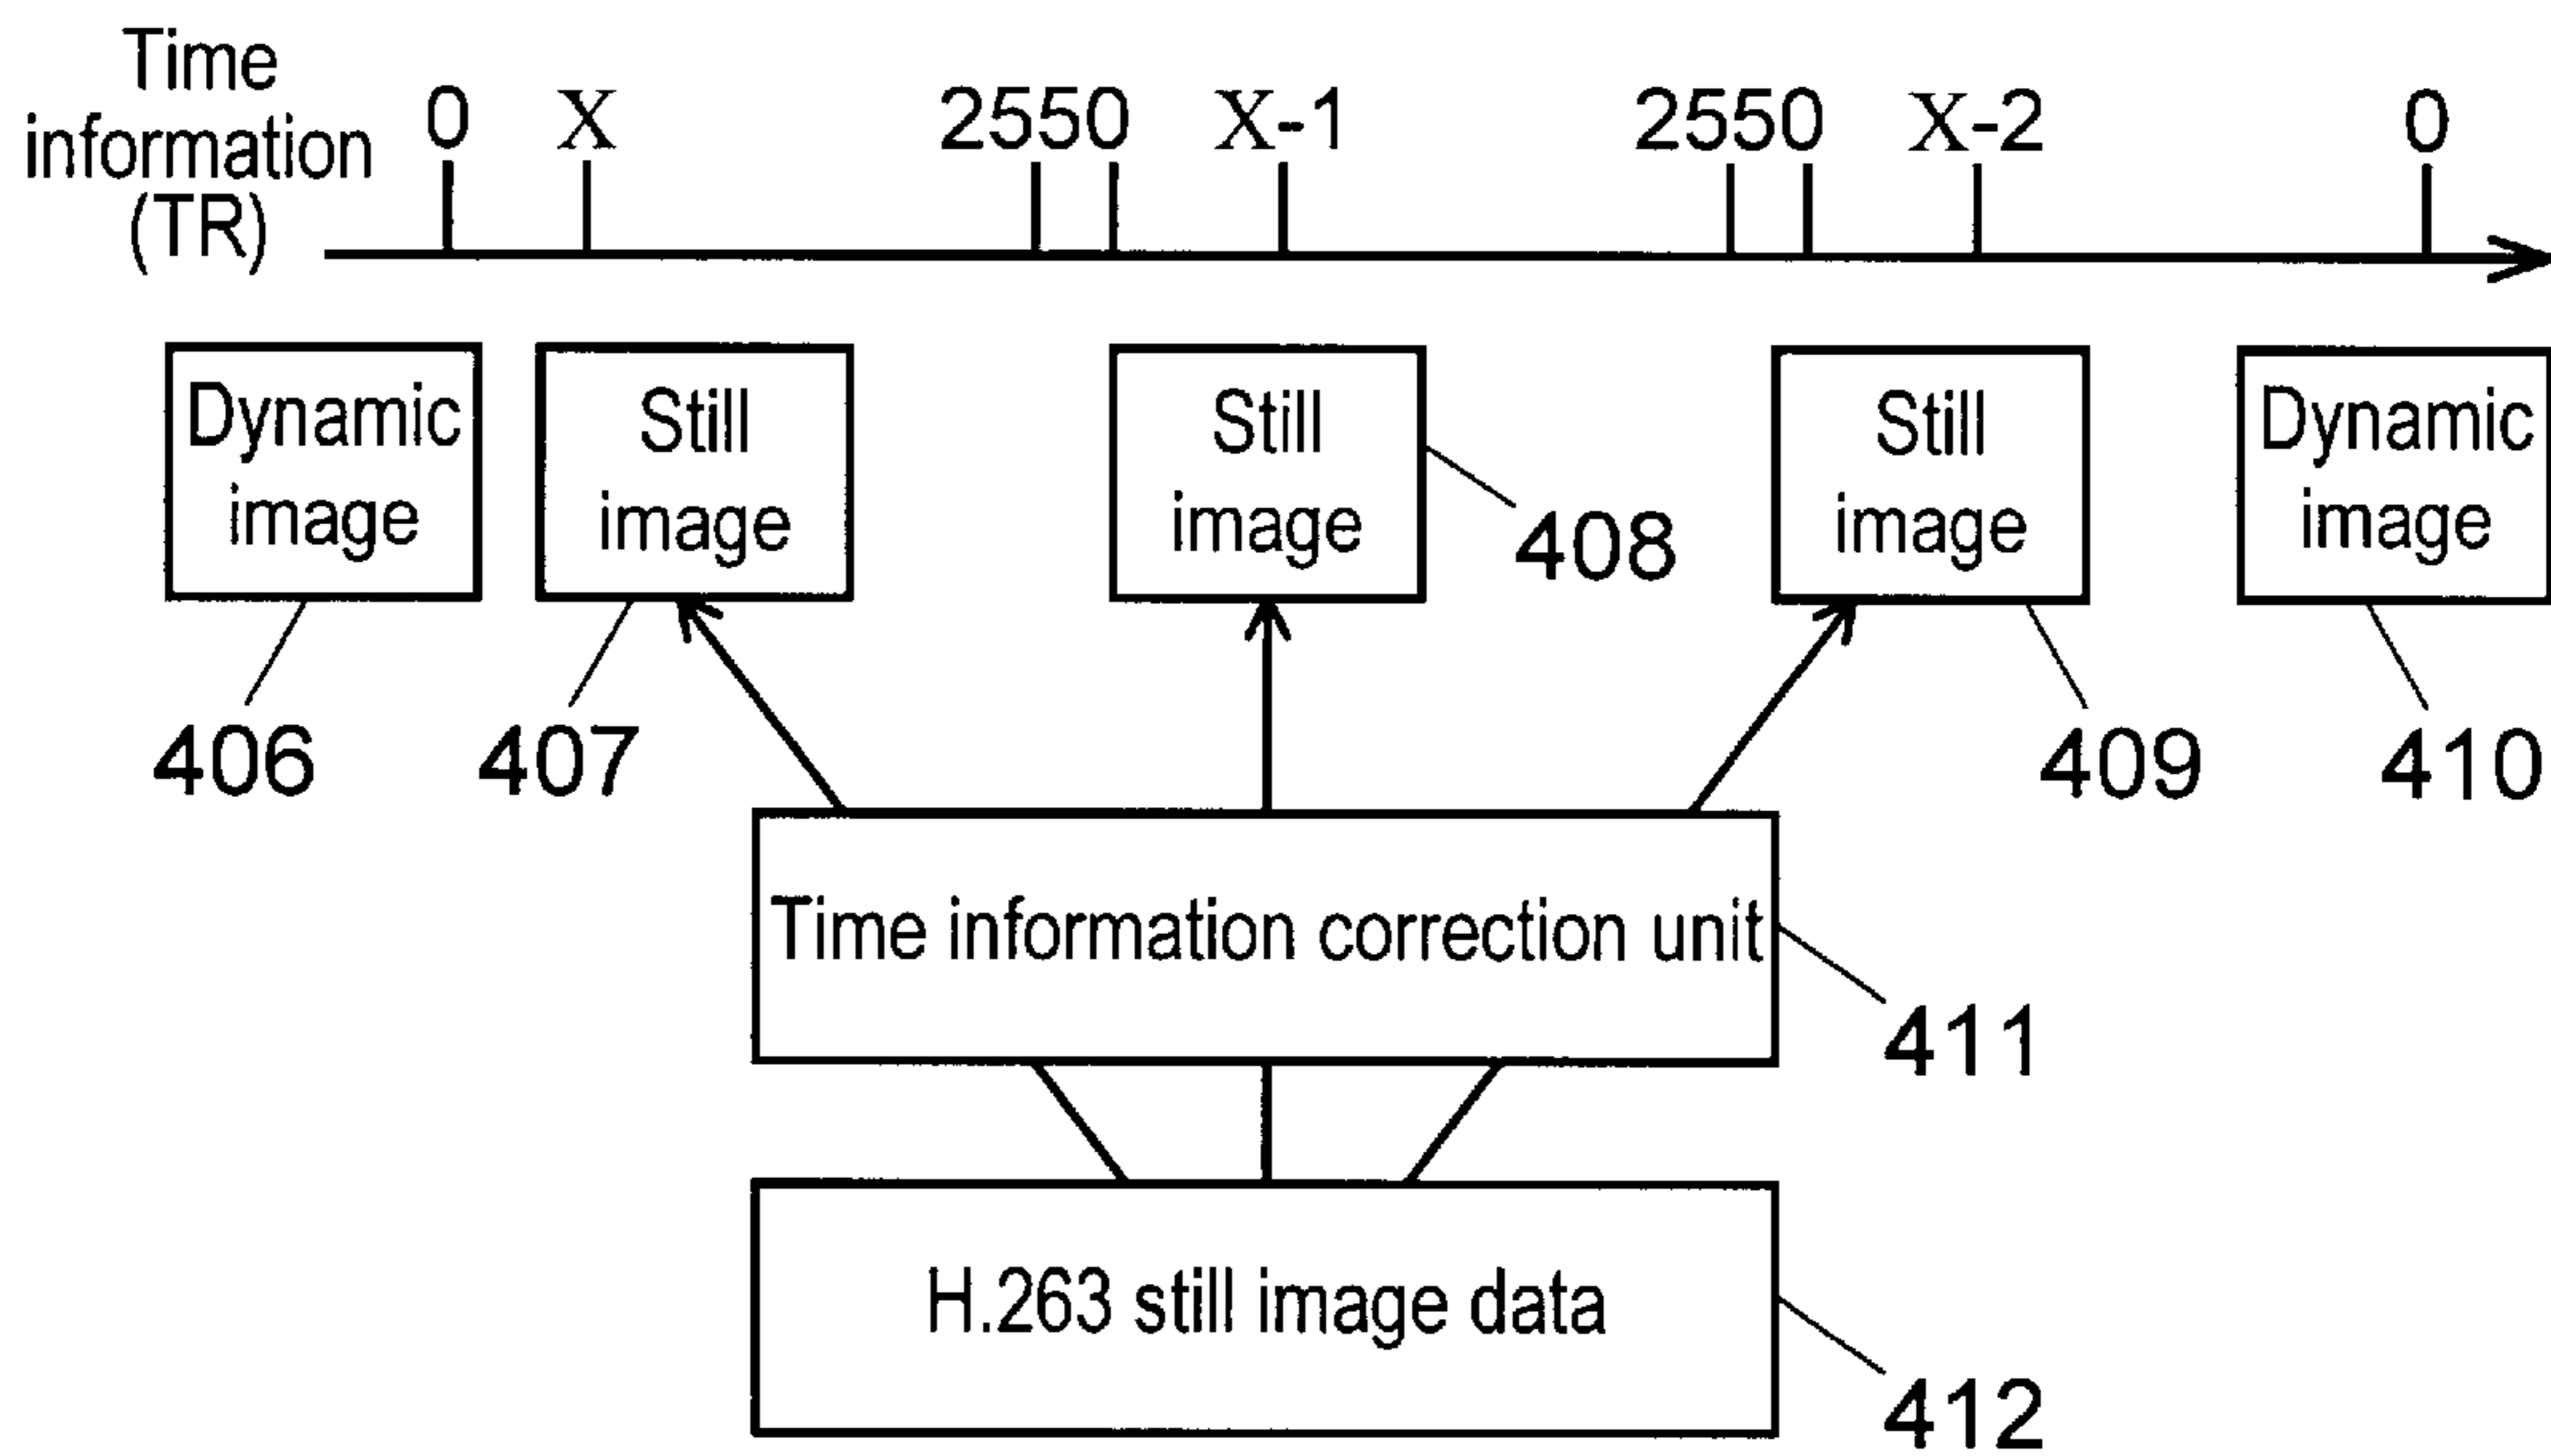 Time
information
(TR)
0 X 2550 X-1 2550 X-2 0
Dynamic
image
Still
image
Still
image
Still
image
Dynamic
image
408
406
407
409
410
Time information correction unit
411
H.263 still image data
412